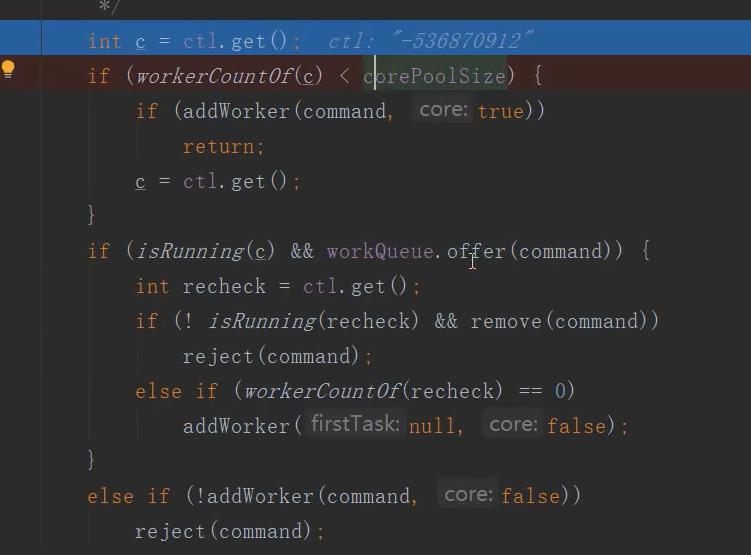 */
int c = ctl.get(); ctl: "-536870912"
if (workerCountOf(c) < corePoolSize) {
if (addWorker(command, core: true))
return;
c = ctl.get();
}
if (isRunning(c) && workQueue.offer(command)) {
int recheck = ctl.get();
if (! isRunning(recheck) && remove(command))
reject(command);
else if (workerCountOf(recheck) == 0)
addWorker( firstTask: null, core: false);
}
else if (!addWorker(command, core: false))
reject(command);